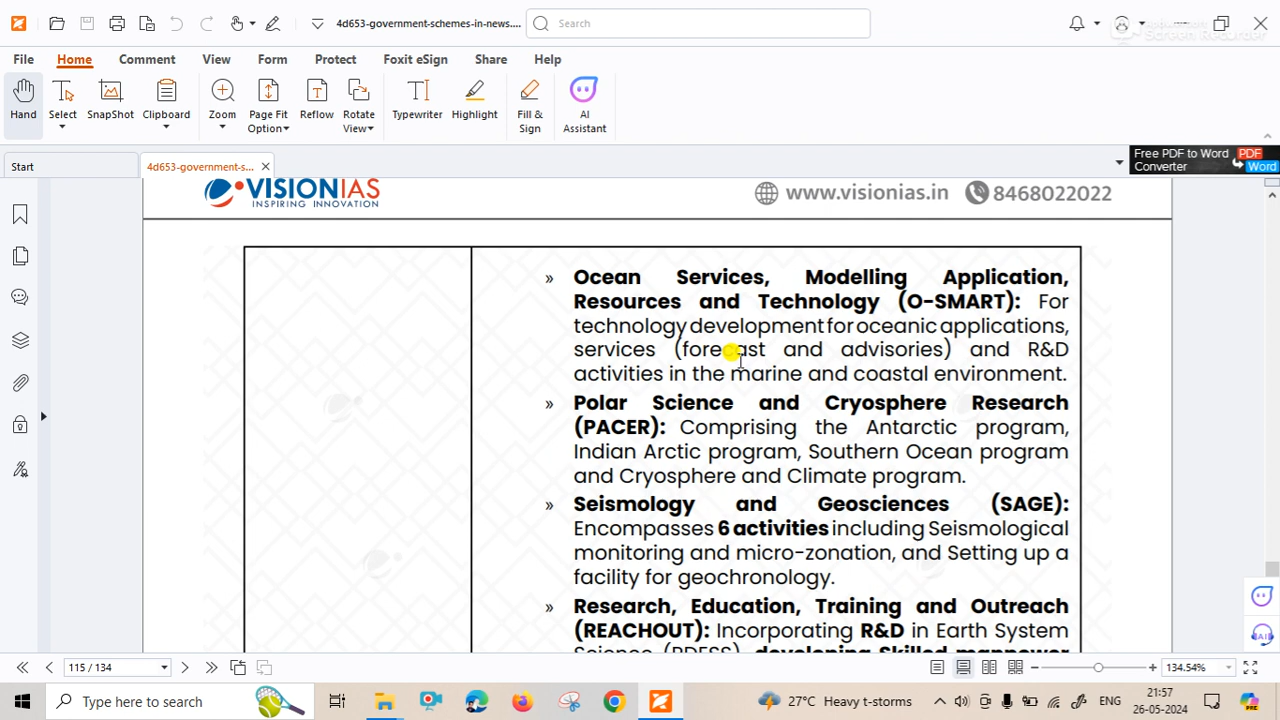 4d653-government-schemes-in-news....
Search
File
Home
Comment
View
Form
Protect
Foxit eSign
Share
Help
Hand
Select
SnapShot
Clipboard
Zoom
Page Fit
Option
Reflow
Rotate
View
Typewriter
Highlight
Fill &
Sign
AI
Assistant
Start
4d653-government-s...
Free PDF to Word
Converter
PDF
Word
VISIONIAS
INSPIRING INNOVATION
www.visionias.in
8468022022
» Ocean Services, Modelling Application,
Resources and Technology (O-SMART): For
technology development for oceanic applications,
services (forecast and advisories) and R&D
activities in the marine and coastal environment.
» Polar Science and Cryosphere Research
(PACER): Comprising the Antarctic program,
Indian Arctic program, Southern Ocean program
and Cryosphere and Climate program.
» Seismology and Geosciences (SAGE):
Encompasses 6 activities including Seismological
monitoring and micro-zonation, and Setting up a
facility for geochronology.
» Research, Education, Training and Outreach
(REACHOUT): Incorporating R&D in Earth System
Science (RDESS), developing Skilled manpower
115 / 134
134.54%
Type here to search
27°C Heavy t-storms
ENG
21:57
26-05-2024